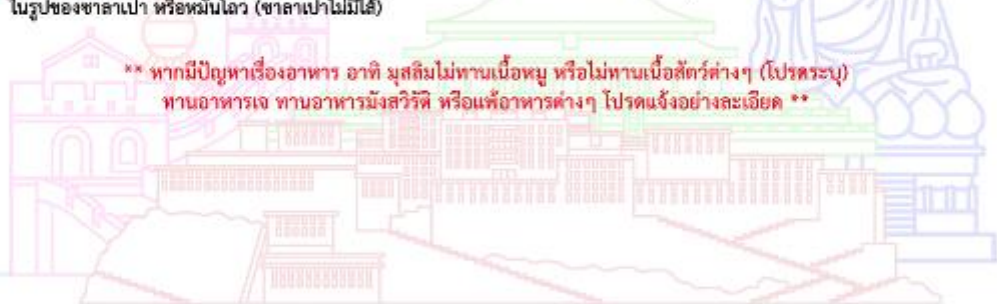 ในรูปของซาลาเปา หรือหมั่นโถว (ซาลาเปาไม่มีไส้)
** หากมีปัญหาเรื่องอาหาร อาทิ มุสลิมไม่ทานเนื้อหมู หรือไม่ทานเนื้อสัตว์ต่างๆ (โปรดระบุ)
ทานอาหารเจ ทานอาหารมังสวิรัติ หรือแพ้อาหารต่างๆ โปรดแจ้งอย่างละเอียด **